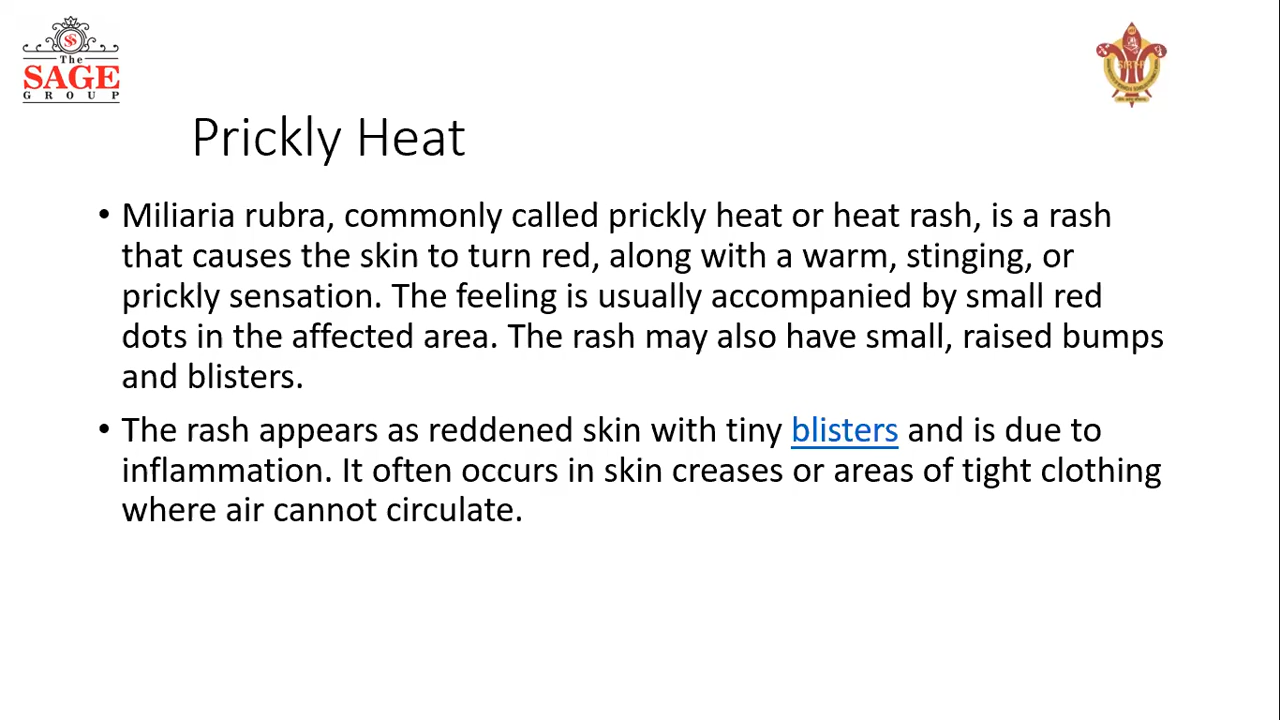 The
SAGE
GROUP
Prickly Heat
• Miliaria rubra, commonly called prickly heat or heat rash, is a rash
that causes the skin to turn red, along with a warm, stinging, or
prickly sensation. The feeling is usually accompanied by small red
dots in the affected area. The rash may also have small, raised bumps
and blisters.
• The rash appears as reddened skin with tiny blisters and is due to
inflammation. It often occurs in skin creases or areas of tight clothing
where air cannot circulate.